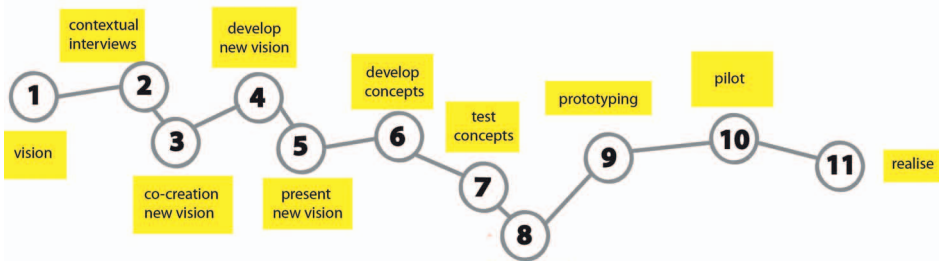 1
vision
2
contextual
interviews
3
co-creation
new vision
4
develop
new vision
5
present
new vision
6
develop
concepts
7
test
concepts
8
9
prototyping
10
pilot
11
realise